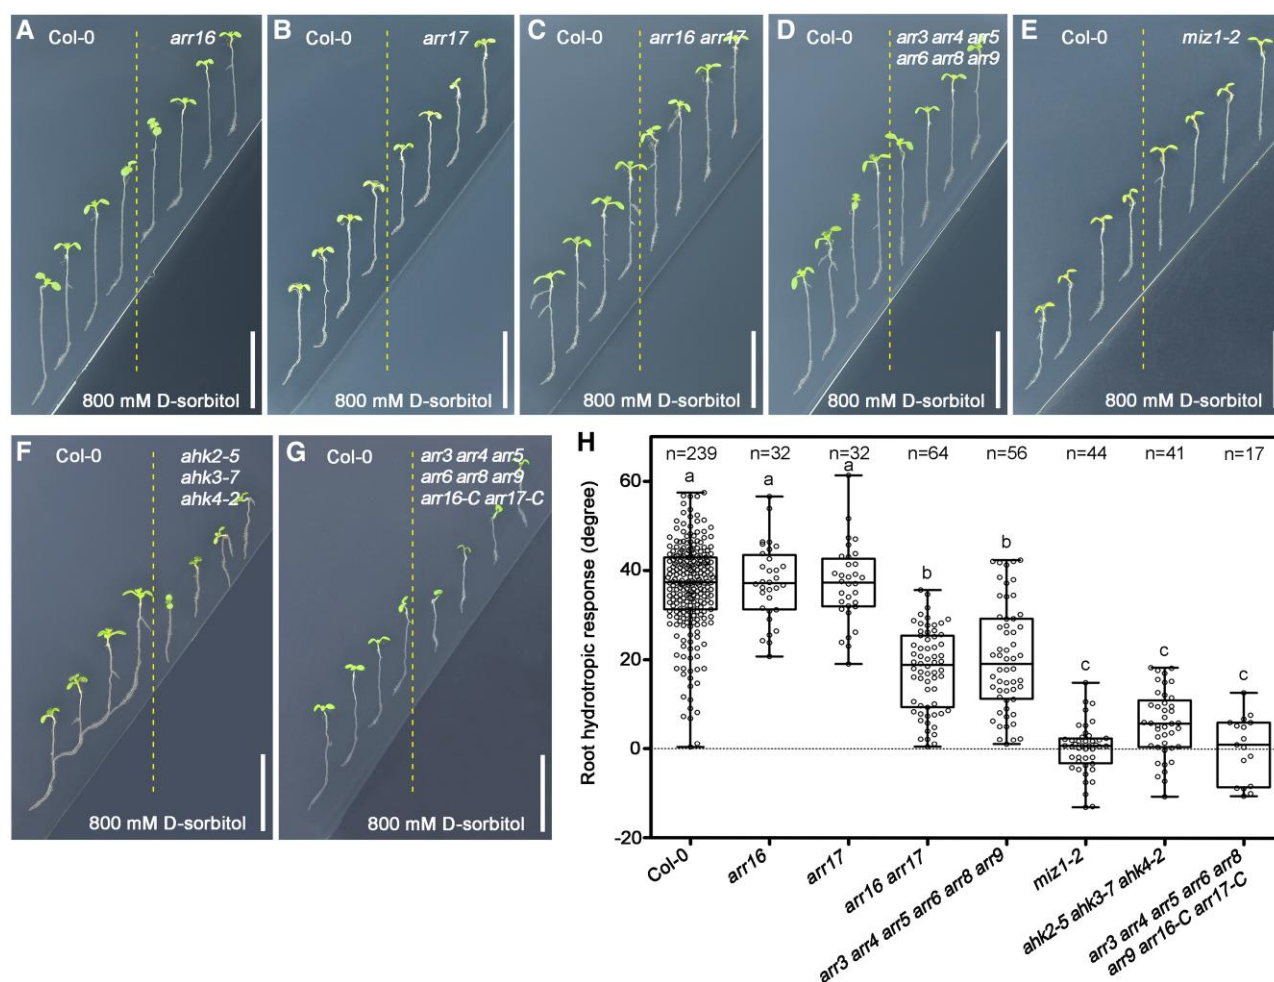 A
Col-0
arr16
800 mM D-sorbitol
B
Col-0
arr17
800 mM D-sorbitol
C
Col-0
arr16 arr17
800 mM D-sorbitol
D
Col-0
arr3 arr4 arr5
arr6 arr8 arr9
800 mM D-sorbitol
E
Col-0
miz1-2
800 mM D-sorbitol
F
Col-0
ahk2-5
ahk3-7
ahk4-2
800 mM D-sorbitol
G
Col-0
arr3 arr4 arr5
arr6 arr8 arr9
arr16-C arr17-C
800 mM D-sorbitol
H
Root hydrotropic response (degree)
60
40
20
0
-20
n=239
n=32
n=32
n=64
n=56
n=44
n=41
n=17
a
a
a
b
b
c
c
c
Col-0
arr16
arr17
arr16 arr17
arr3 arr4 arr5 arr6 arr8 arr9
miz1-2
ahk2-5 ahk3-7 ahk4-2
arr3 arr4 arr5 arr6 arr8
arr9 arr16-C arr17-C